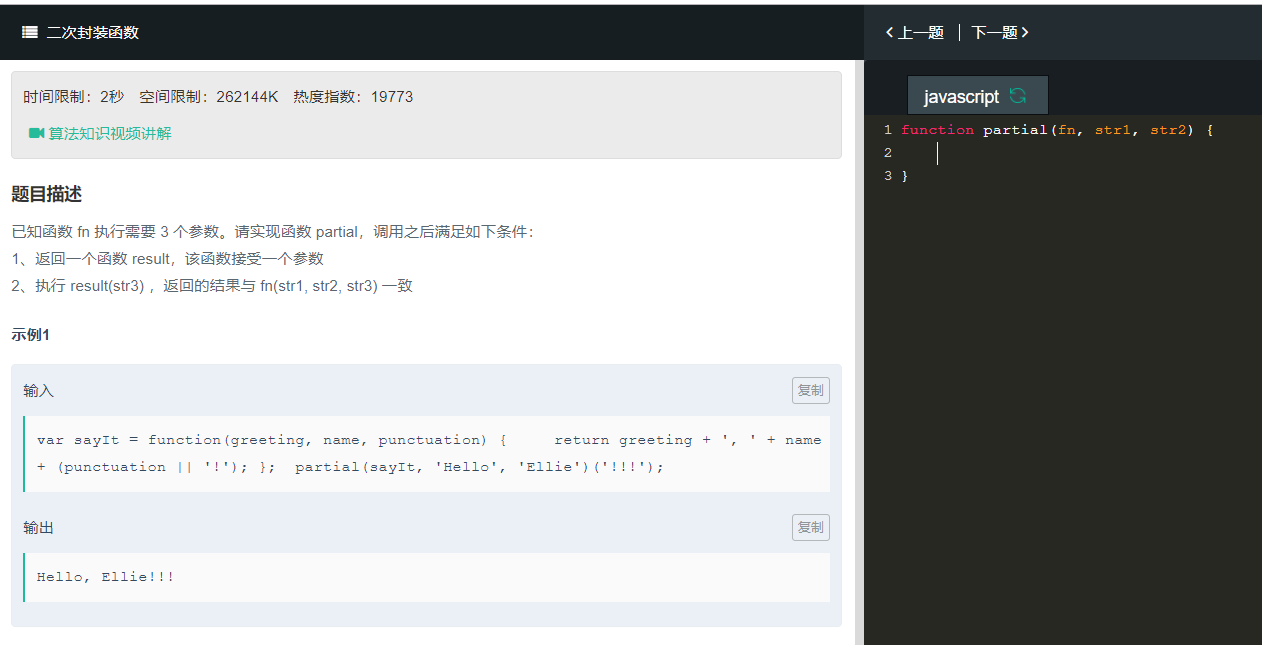 二次封装函数
时间限制：2秒 空间限制：262144K 热度指数：19773
算法知识视频讲解
题目描述
已知函数 fn 执行需要 3 个参数。请实现函数 partial，调用之后满足如下条件：
1、返回一个函数 result，该函数接受一个参数
2、执行 result(str3) ，返回的结果与 fn(str1, str2, str3) 一致
示例1
输入
复制
var sayIt = function(greeting, name, punctuation) {     return greeting + ', ' + name
+ (punctuation || '!'); };  partial(sayIt, 'Hello', 'Ellie')('!!!');
输出
复制
Hello, Ellie!!!
上一题
下一题
javascript
1 function partial(fn, str1, str2) {
2
3 }